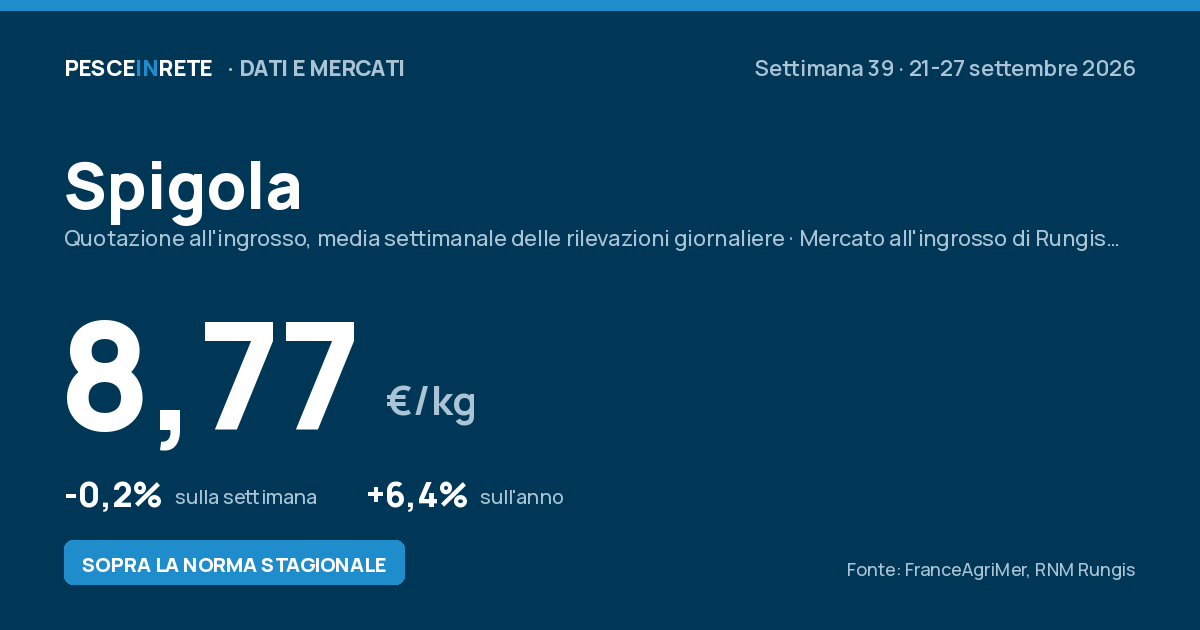 PESCEINRETE · DATI E MERCATI
Settimana 39 · 21-27 settembre 2026
Spigola
Quotazione all'ingrosso, media settimanale delle rilevazioni giornaliere · Mercato all'ingrosso di Rungis…
8,77 €/kg
-0,2% sulla settimana +6,4% sull'anno
SOPRA LA NORMA STAGIONALE
Fonte: FranceAgriMer, RNM Rungis